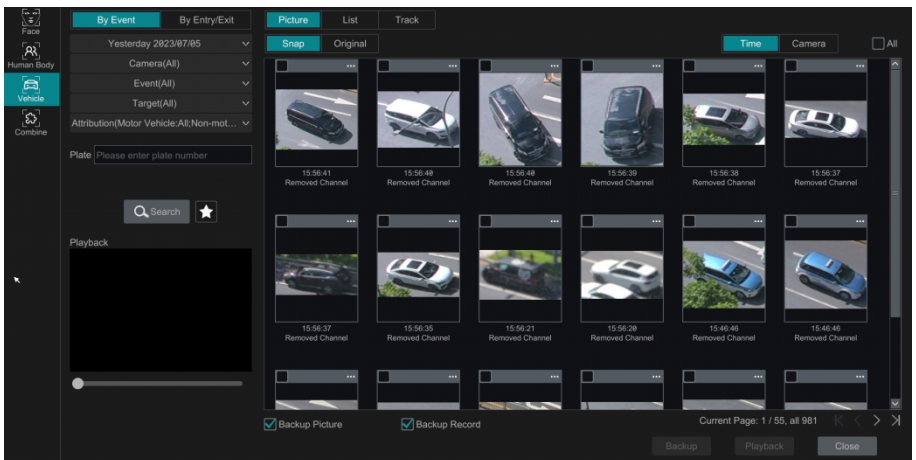 Face
Human Body
Vehicle
Combine
By Event
By Entry/Exit
Yesterday 2023/07/05
Camera(All)
Event(All)
Target(All)
Attribution(Motor Vehicle:All;Non-mot...
Plate
Please enter plate number
Search
Playback
Picture
List
Track
Snap
Original
Time
Camera
All
15:56:41
Removed Channel
15:56:40
Removed Channel
15:56:40
Removed Channel
15:56:39
Removed Channel
15:56:38
Removed Channel
15:56:37
Removed Channel
15:56:37
Removed Channel
15:56:35
Removed Channel
15:56:21
Removed Channel
15:56:20
Removed Channel
15:46:46
Removed Channel
15:46:46
Removed Channel
Backup Picture
Backup Record
Current Page: 1 / 55, all 981
Backup
Playback
Close